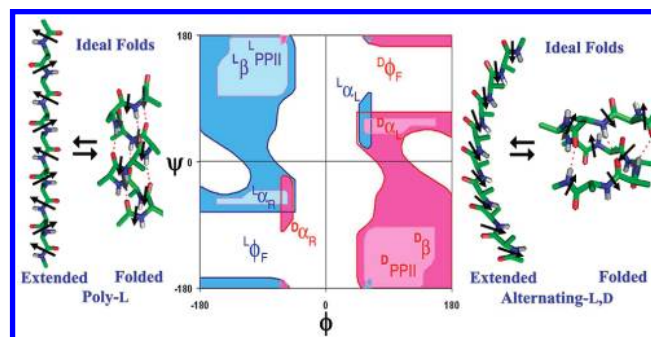 Ideal Folds
Extended
Folded
Poly-L
180
ψ
0
-180
-180
0
180
ϕ
Lβ
LPPII
LαL
DϕF
DαL
LαR
DαR
LϕF
Dβ
DPPII
Ideal Folds
Extended
Folded
Alternating-L,D